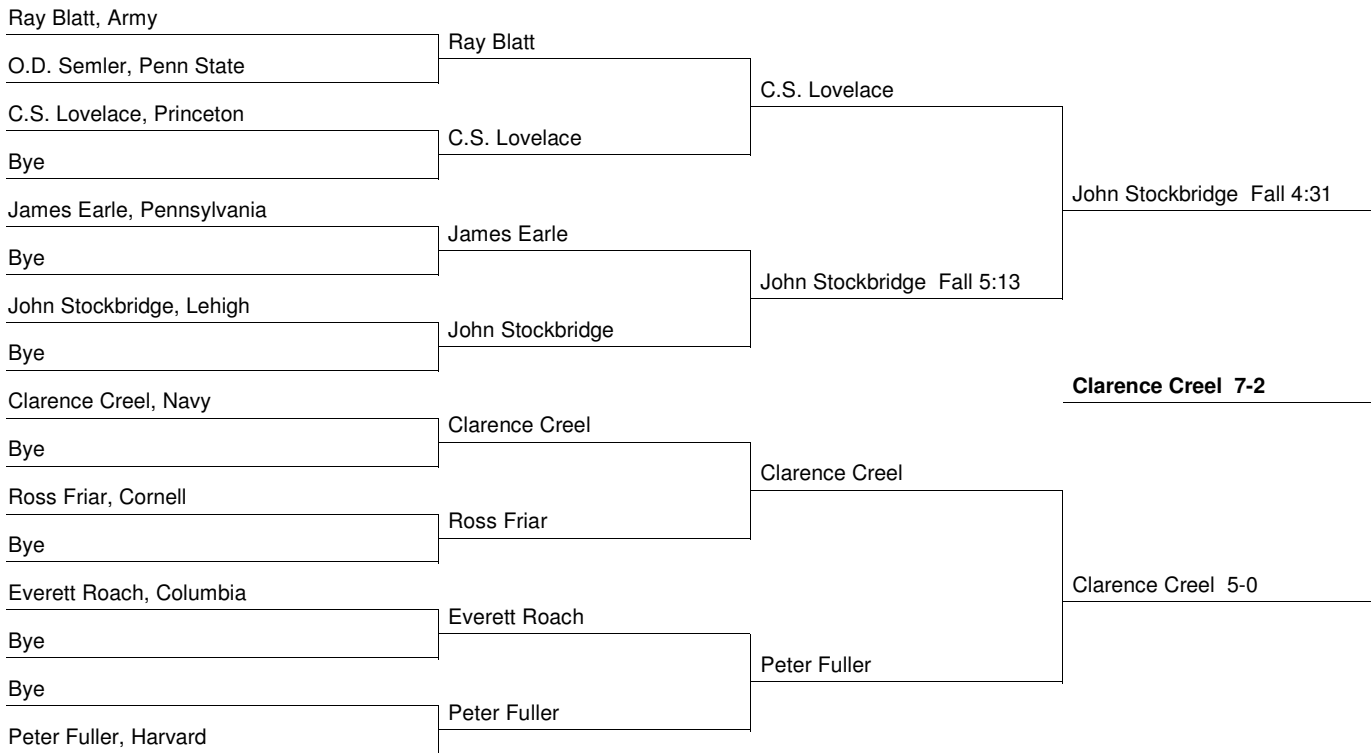 Ray Blatt, Army
Ray Blatt
O.D. Semler, Penn State
C.S. Lovelace
C.S. Lovelace, Princeton
C.S. Lovelace
Bye
John Stockbridge  Fall 4:31
James Earle, Pennsylvania
James Earle
Bye
John Stockbridge  Fall 5:13
John Stockbridge, Lehigh
John Stockbridge
Bye
Clarence Creel  7-2
Clarence Creel, Navy
Clarence Creel
Bye
Clarence Creel
Ross Friar, Cornell
Ross Friar
Bye
Clarence Creel  5-0
Everett Roach, Columbia
Everett Roach
Bye
Peter Fuller
Bye
Peter Fuller
Peter Fuller, Harvard